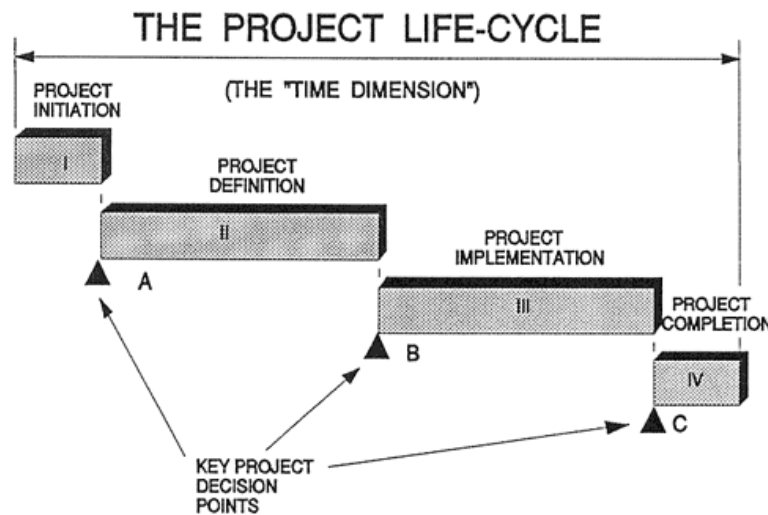 THE PROJECT LIFE-CYCLE
(THE "TIME DIMENSION")
PROJECT
INITIATION
I
PROJECT
DEFINITION
II
A
PROJECT
IMPLEMENTATION
III
B
PROJECT
COMPLETION
IV
C
KEY PROJECT
DECISION
POINTS